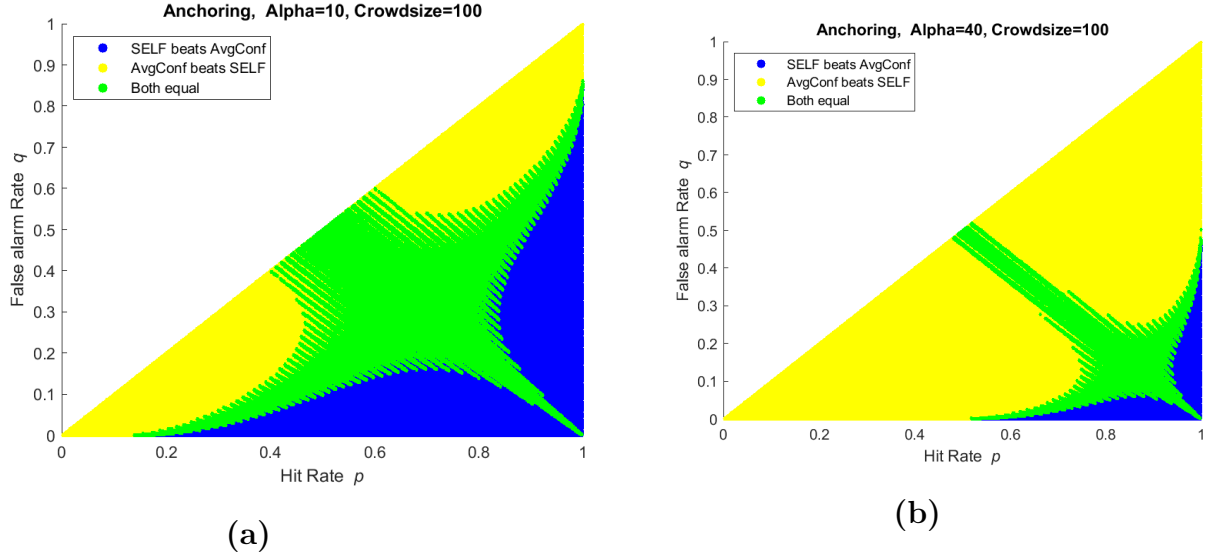 Anchoring, Alpha=10, Crowdsize=100
1
0.9
0.8
0.7
0.6
0.5
0.4
0.3
0.2
0.1
0
False alarm Rate q
SELF beats AvgConf
AvgConf beats SELF
Both equal
0
0.2
0.4
0.6
0.8
1
Hit Rate p
(a)
Anchoring, Alpha=40, Crowdsize=100
1
0.9
0.8
0.7
0.6
0.5
0.4
0.3
0.2
0.1
0
False alarm Rate q
SELF beats AvgConf
AvgConf beats SELF
Both equal
0
0.2
0.4
0.6
0.8
1
Hit Rate p
(b)